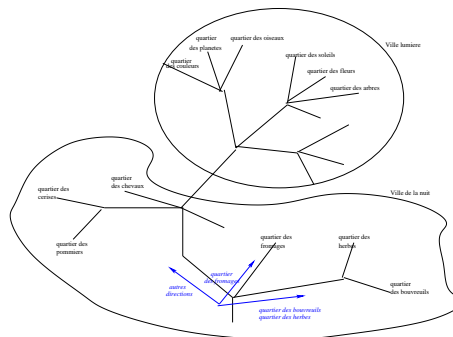 quartier
des planetes
quartier des oiseaux
Ville lumiere
quartier
des couleurs
quartier des soleils
quartier des fleurs
quartier des arbres
quartier des
cerises
quartier
des chevaux
Ville de la nuit
quartier des
pommiers
quartier des
fromages
quartier des
herbes
autres
directions
quartier
des fromages
quartier
des bouvreuils
quartier des bouvreuils
quartier des herbes